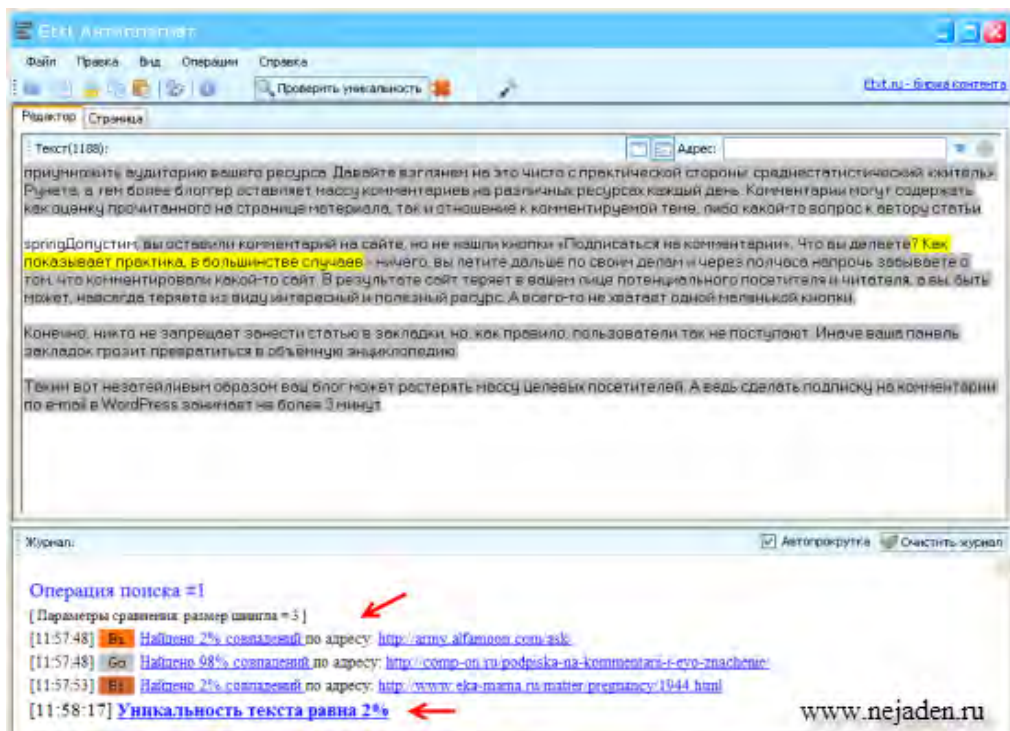 Etxt Антиплагиат
Файл Правка Вид Операции Справка
Проверить уникальность
Etxt.ru - биржа контента
Редактор Страница
Текст(1188): Адрес:
приумножить аудиторию вашего ресурса. Давайте взглянем на это чисто с практической стороны: среднестатистический «житель»
Рунета, а тем более блоггер оставляет массу комментариев на различных ресурсах каждый день. Комментарии могут содержать
как оценку прочитанного на странице материала, так и отношение к комментируемой теме, либо какой-то вопрос к автору статьи.
springДопустим, вы оставили комментарий на сайте, но не нашли кнопки «Подписаться на комментарии». Что вы делаете? Как
показывает практика, в большинстве случаев – ничего, вы летите дальше по своим делам и через полчаса напрочь забываете о
том, что комментировали какой-то сайт. В результате сайт теряет в вашем лице потенциального посетителя и читателя, а вы, быть
может, навсегда теряете из виду интересный и полезный ресурс. А всего-то не хватает одной маленькой кнопки.
Конечно, никто не запрещает занести статью в закладки, но, как правило, пользователи так не поступают. Иначе ваша панель
закладок грозит превратиться в объёмную энциклопедию.
Таким вот незатейливым образом ваш блог может растерять массу целевых посетителей. А ведь сделать подписку на комментарии
по e-mail в WordPress занимает не более 3 минут.
Журнал: Автопрокрутка Очистить журнал
Операция поиска #1
[ Параметры сравнения: размер шингла = 3 ]
[11:57:48] Bi Найдено 2% совпадений по адресу: http://army.alfamoon.com/ask/
[11:57:48] Go Найдено 98% совпадений по адресу: http://comp-on.ru/podpiska-na-kommentarii-i-evo-znachenie/
[11:57:53] Bi Найдено 2% совпадений по адресу: http://www.eka-mama.ru/matter/pregnancy/1944.html
[11:58:17] Уникальность текста равна 2%
www.nejaden.ru